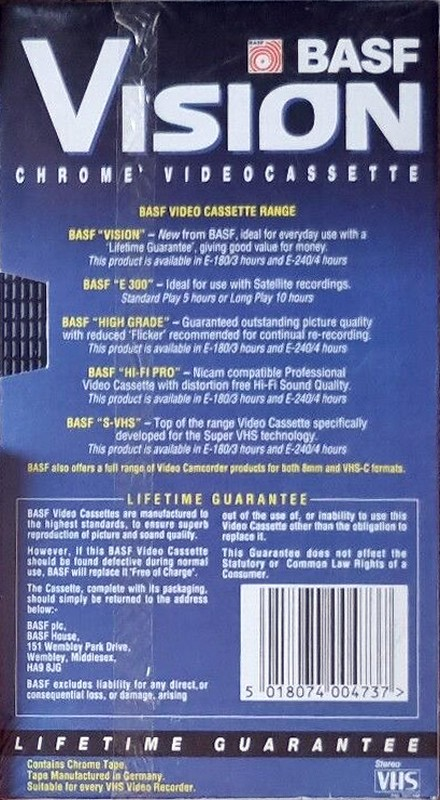 BASF
BASF
VISION
CHROME VIDEOCASSETTE
BASF VIDEO CASSETTE RANGE
BASF "VISION" – New from BASF, ideal for everyday use with a
'Lifetime Guarantee', giving good value for money.
This product is available in E-180/3 hours and E-240/4 hours
BASF "E 300" – Ideal for use with Satellite recordings.
Standard Play 5 hours or Long Play 10 hours
BASF "HIGH GRADE" – Guaranteed outstanding picture quality
with reduced 'Flicker' recommended for continual re-recording.
This product is available in E-180/3 hours and E-240/4 hours
BASF "HI-FI PRO" – Nicam compatible Professional
Video Cassette with distortion free Hi-Fi Sound Quality.
This product is available in E-180/3 hours and E-240/4 hours
BASF "S-VHS" – Top of the range Video Cassette specifically
developed for the Super VHS technology.
This product is available in E-180/3 hours and E-240/4 hours
BASF also offers a full range of Video Camcorder products for both 8mm and VHS-C formats.
LIFETIME GUARANTEE
BASF Video Cassettes are manufactured to
the highest standards, to ensure superb
reproduction of picture and sound quality.
However, if this BASF Video Cassette
should be found defective during normal
use, BASF will replace it "Free of Charge".
The Cassette, complete with its packaging,
should simply be returned to the address
below:-
BASF plc,
BASF House,
151 Wembley Park Drive,
Wembley, Middlesex,
HA9 8JG
BASF excludes liability for any direct, or
consequential loss, or damage, arising
out of the use of, or inability to use this
Video Cassette other than the obligation to
replace it.
This Guarantee does not affect the
Statutory or Common Law Rights of a
Consumer.
5 018074 004737 >
LIFETIME GUARANTEE
Contains Chrome Tape.
Tape Manufactured in Germany.
Suitable for every VHS Video Recorder.
Stereo
VHS